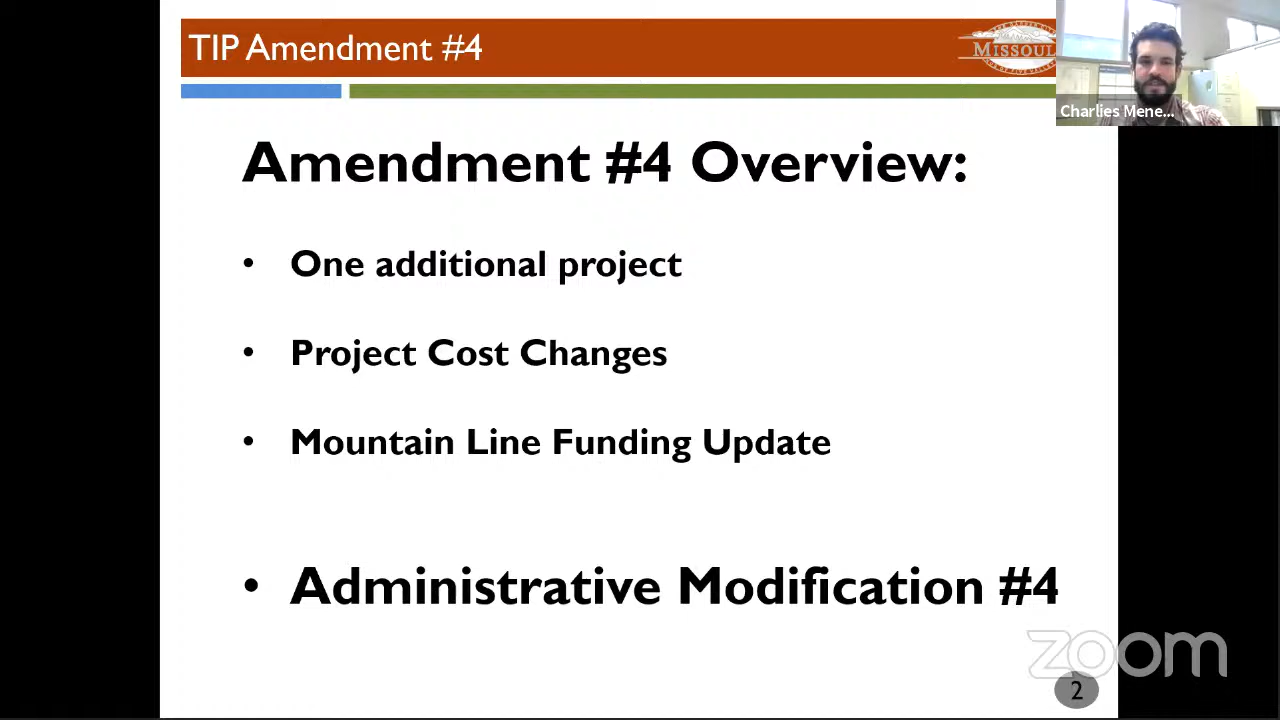 TIP Amendment #4
MISSOUL
Charlies Mene...
Amendment #4 Overview:
• One additional project
• Project Cost Changes
• Mountain Line Funding Update
• Administrative Modification #4
zoom
2